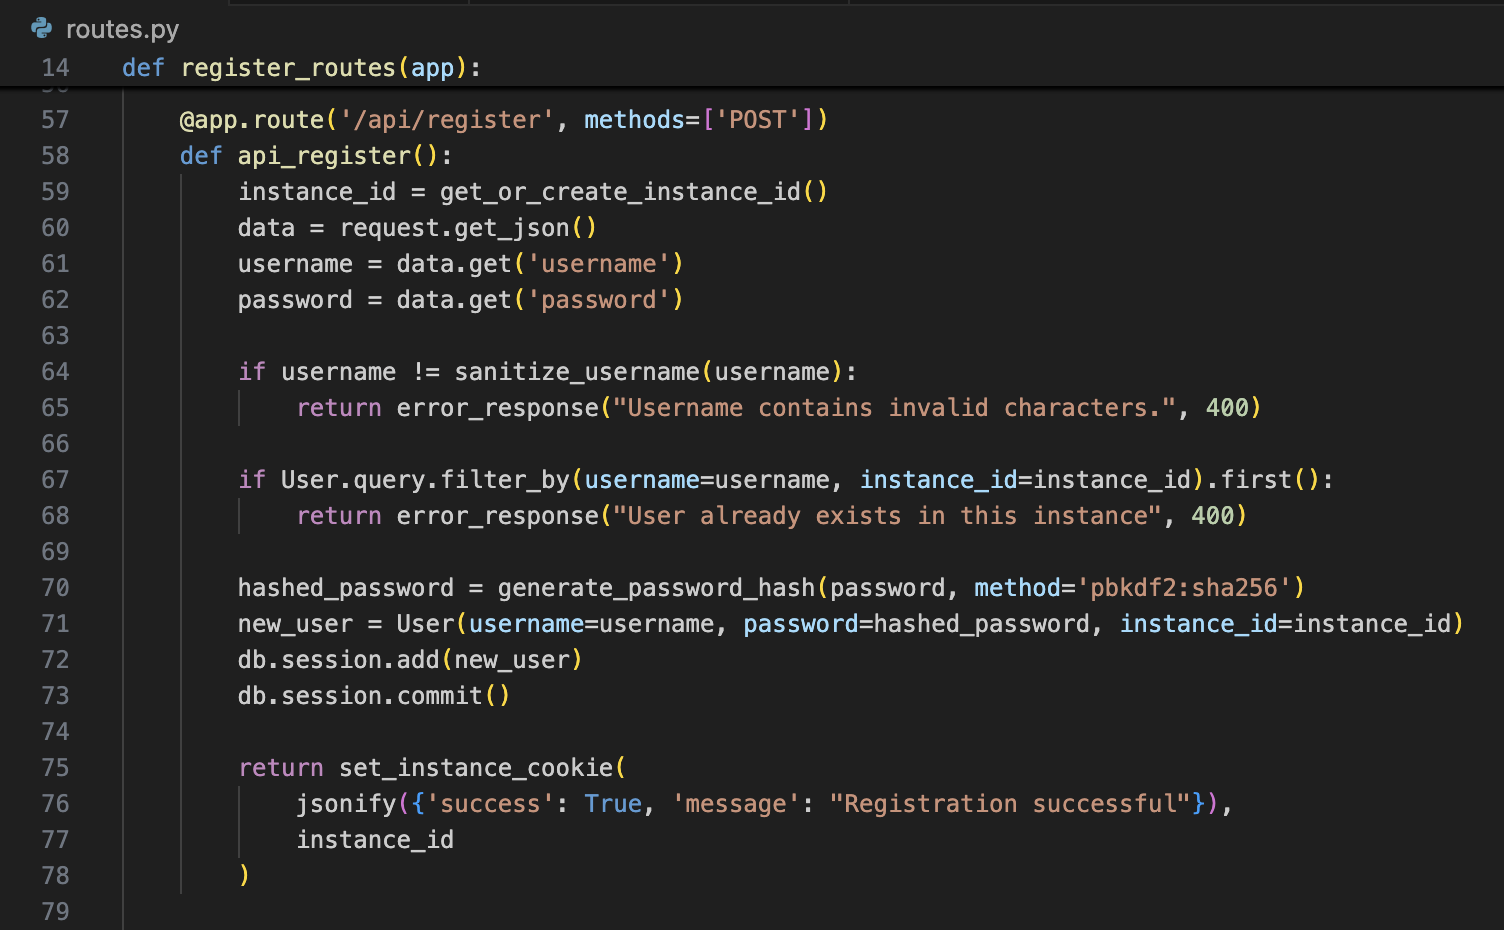 routes.py
14 def register_routes(app):
57 @app.route('/api/register', methods=['POST'])
58 def api_register():
59 instance_id = get_or_create_instance_id()
60 data = request.get_json()
61 username = data.get('username')
62 password = data.get('password')
63
64 if username != sanitize_username(username):
65 return error_response("Username contains invalid characters.", 400)
66
67 if User.query.filter_by(username=username, instance_id=instance_id).first():
68 return error_response("User already exists in this instance", 400)
69
70 hashed_password = generate_password_hash(password, method='pbkdf2:sha256')
71 new_user = User(username=username, password=hashed_password, instance_id=instance_id)
72 db.session.add(new_user)
73 db.session.commit()
74
75 return set_instance_cookie(
76 jsonify({'success': True, 'message': "Registration successful"}),
77 instance_id
78 )
79